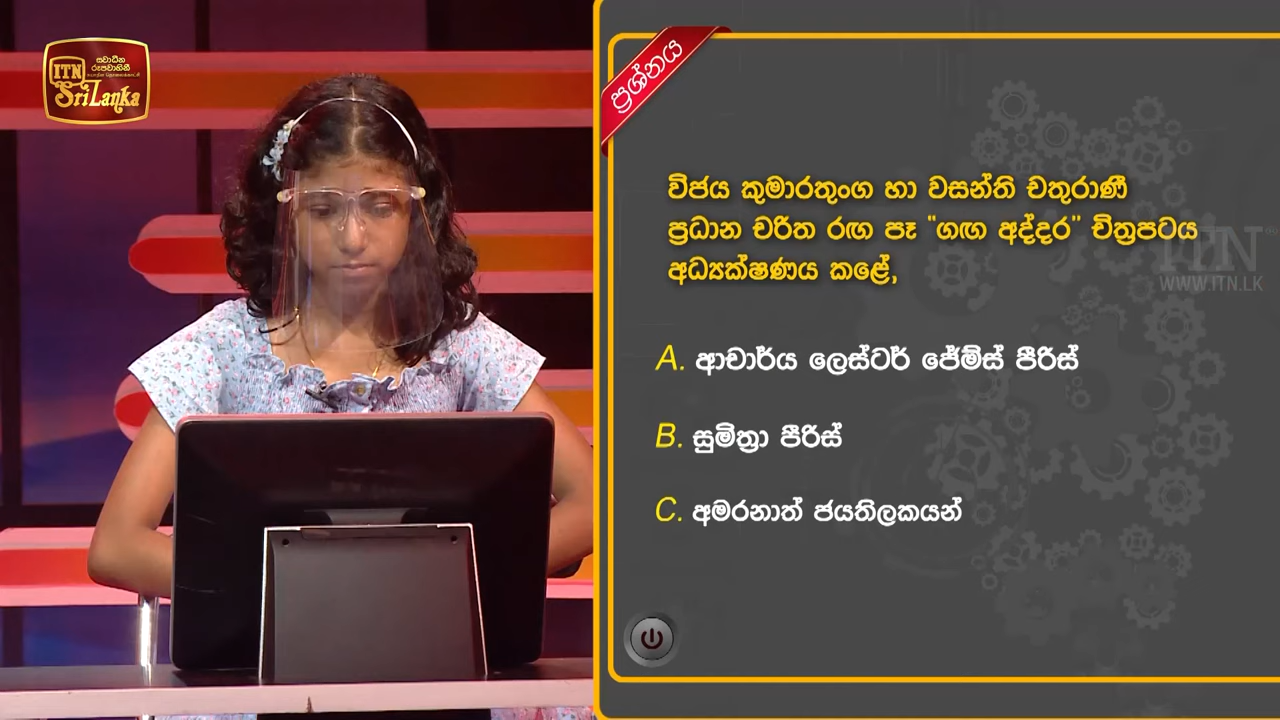 ITN
ස්වාධීන
රූපවාහිනී
Sri Lanka
ප්‍රශ්නය
විජය කුමාරතුංග හා වසන්ති චතුරාණී
ප්‍රධාන චරිත රඟ පෑ "ගඟ අද්දර" චිත්‍රපටය
අධ්‍යක්ෂණය කළේ,
ITN
WWW.ITN.LK
A. ආචාර්ය ලෙස්ටර් ජේම්ස් පීරිස්
B. සුමිත්‍රා පීරිස්
C. අමරනාත් ජයතිලකයන්